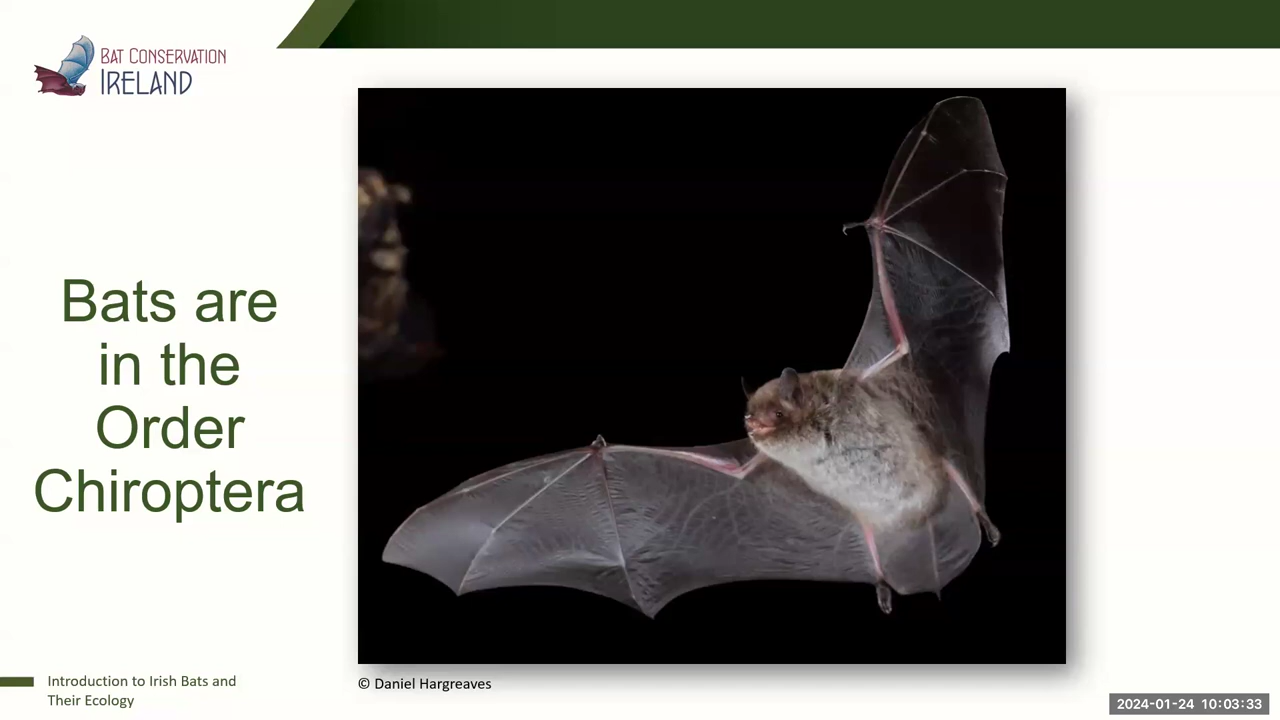 BAT CONSERVATION
IRELAND
Bats are
in the
Order
Chiroptera
Introduction to Irish Bats and
Their Ecology
© Daniel Hargreaves
2024-01-24 10:03:33